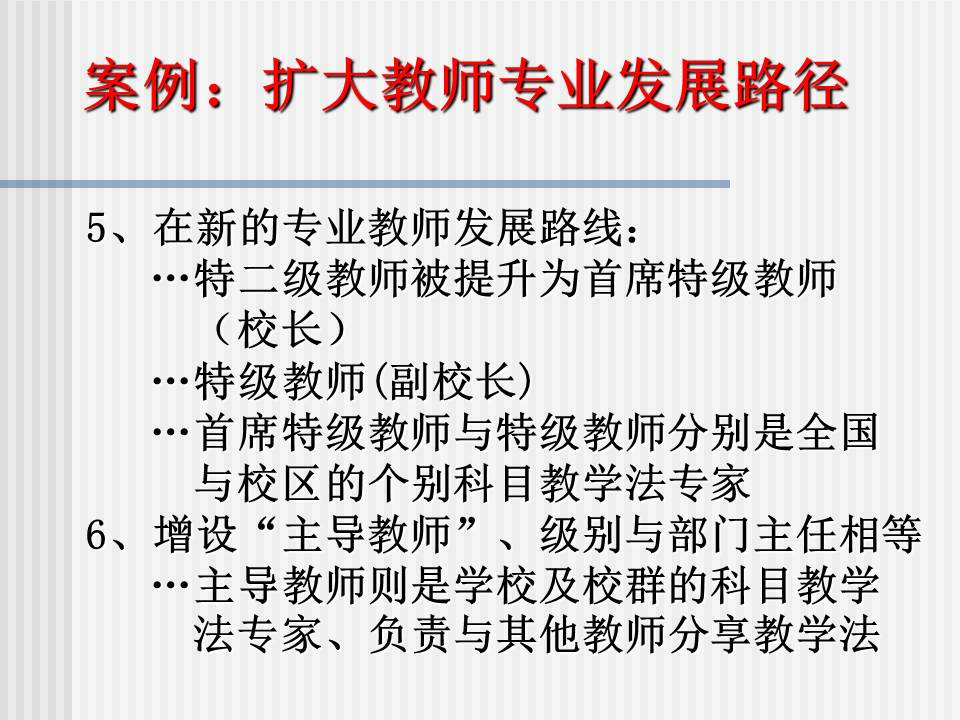 案例：扩大教师专业发展路径
5、在新的专业教师发展路线：
…特二级教师被提升为首席特级教师
（校长）
…特级教师(副校长)
…首席特级教师与特级教师分别是全国
与校区的个别科目教学法专家
6、增设“主导教师”、级别与部门主任相等
…主导教师则是学校及校群的科目教学
法专家、负责与其他教师分享教学法